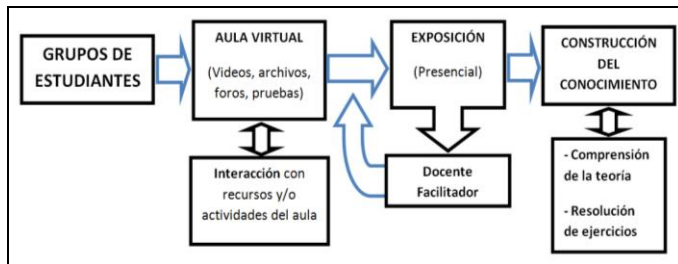 GRUPOS DE
ESTUDIANTES
AULA VIRTUAL
(Videos, archivos,
foros, pruebas)
Interacción con
recursos y/o
actividades del aula
EXPOSICIÓN
(Presencial)
Docente
Facilitador
CONSTRUCCIÓN
DEL
CONOCIMIENTO
- Comprensión
de la teoría
- Resolución
de ejercicios